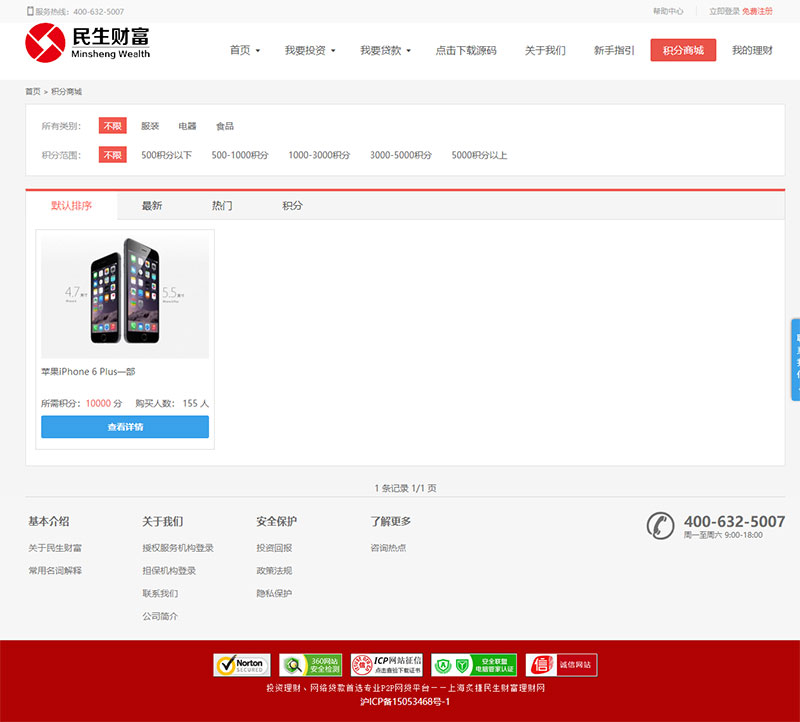 服务热线：400-632-5007
帮助中心 立即登录 免费注册
民生财富
Minsheng Wealth
首页 我要投资 我要贷款 点击下载源码 关于我们 新手指引 积分商城 我的理财
首页 > 积分商城
所有类别： 不限 服装 电器 食品
积分范围： 不限 500积分以下 500-1000积分 1000-3000积分 3000-5000积分 5000积分以上
默认排序 最新 热门 积分
4.7 5.5
苹果iPhone 6 Plus一部
所需积分：10000 分 购买人数： 155 人
查看详情
1 条记录 1/1 页
基本介绍 关于我们 安全保护 了解更多
400-632-5007
周一至周六 9:00-18:00
关于民生财富 授权服务机构登录 投资回报 咨询热点
常用名词解释 担保机构登录 政策法规
联系我们 隐私保护
公司简介
Norton SECURED
360网站 安全检测
ICP网站征信 点击查验下载证书
安全联盟 电脑管家认证
信 诚信网站
投资理财、网络贷款首选专业P2P网贷平台－－上海炙捷民生财富理财网
沪ICP备15053468号-1